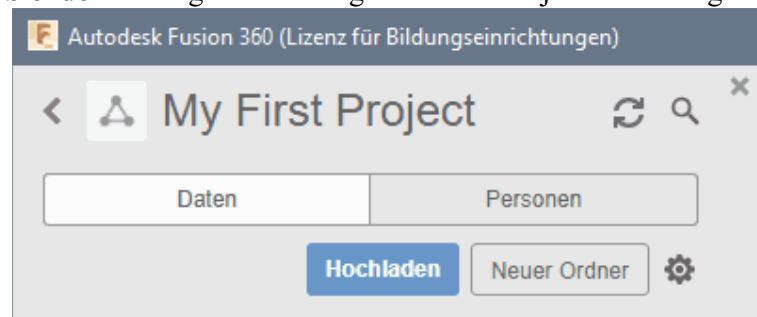 Autodesk Fusion 360 (Lizenz für Bildungseinrichtungen)
My First Project
Daten Personen
Hochladen Neuer Ordner